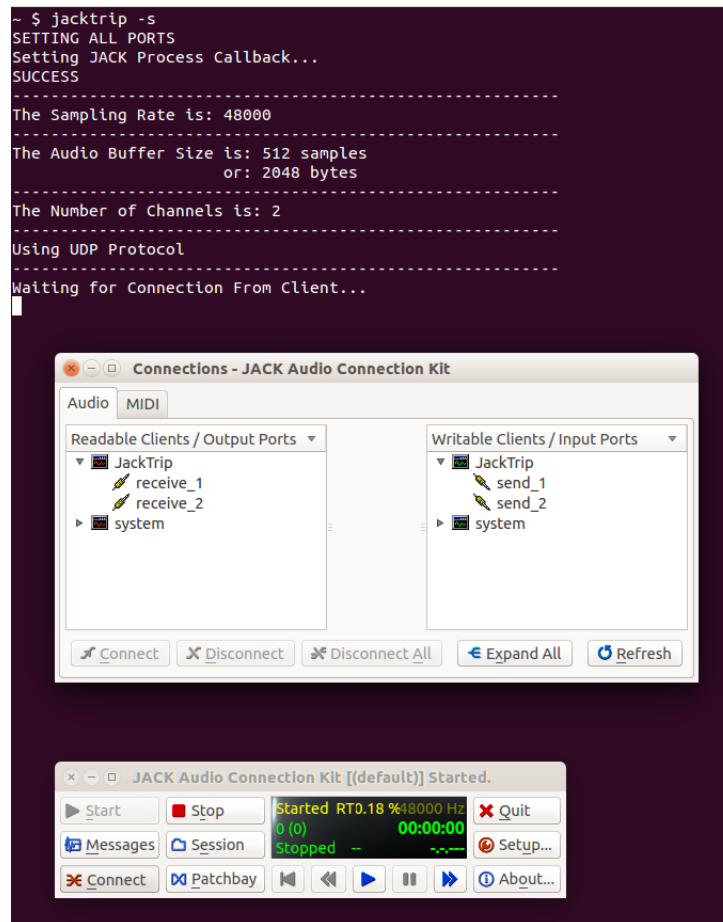 ~ $ jacktrip -s
SETTING ALL PORTS
Setting JACK Process Callback...
SUCCESS
---------------------------------------------------------
The Sampling Rate is: 48000
---------------------------------------------------------
The Audio Buffer Size is: 512 samples
                      or: 2048 bytes
---------------------------------------------------------
The Number of Channels is: 2
---------------------------------------------------------
Using UDP Protocol
---------------------------------------------------------
Waiting for Connection From Client...
Connections - JACK Audio Connection Kit
Audio MIDI
Readable Clients / Output Ports Writable Clients / Input Ports
JackTrip JackTrip
receive_1 send_1
receive_2 send_2
system system
Connect Disconnect Disconnect All Expand All Refresh
JACK Audio Connection Kit [(default)] Started.
Start Stop Started RT0.18 % 48000 Hz Quit
0 (0) 00:00:00
Messages Session Stopped -- -.-.--- Setup...
Connect Patchbay About...